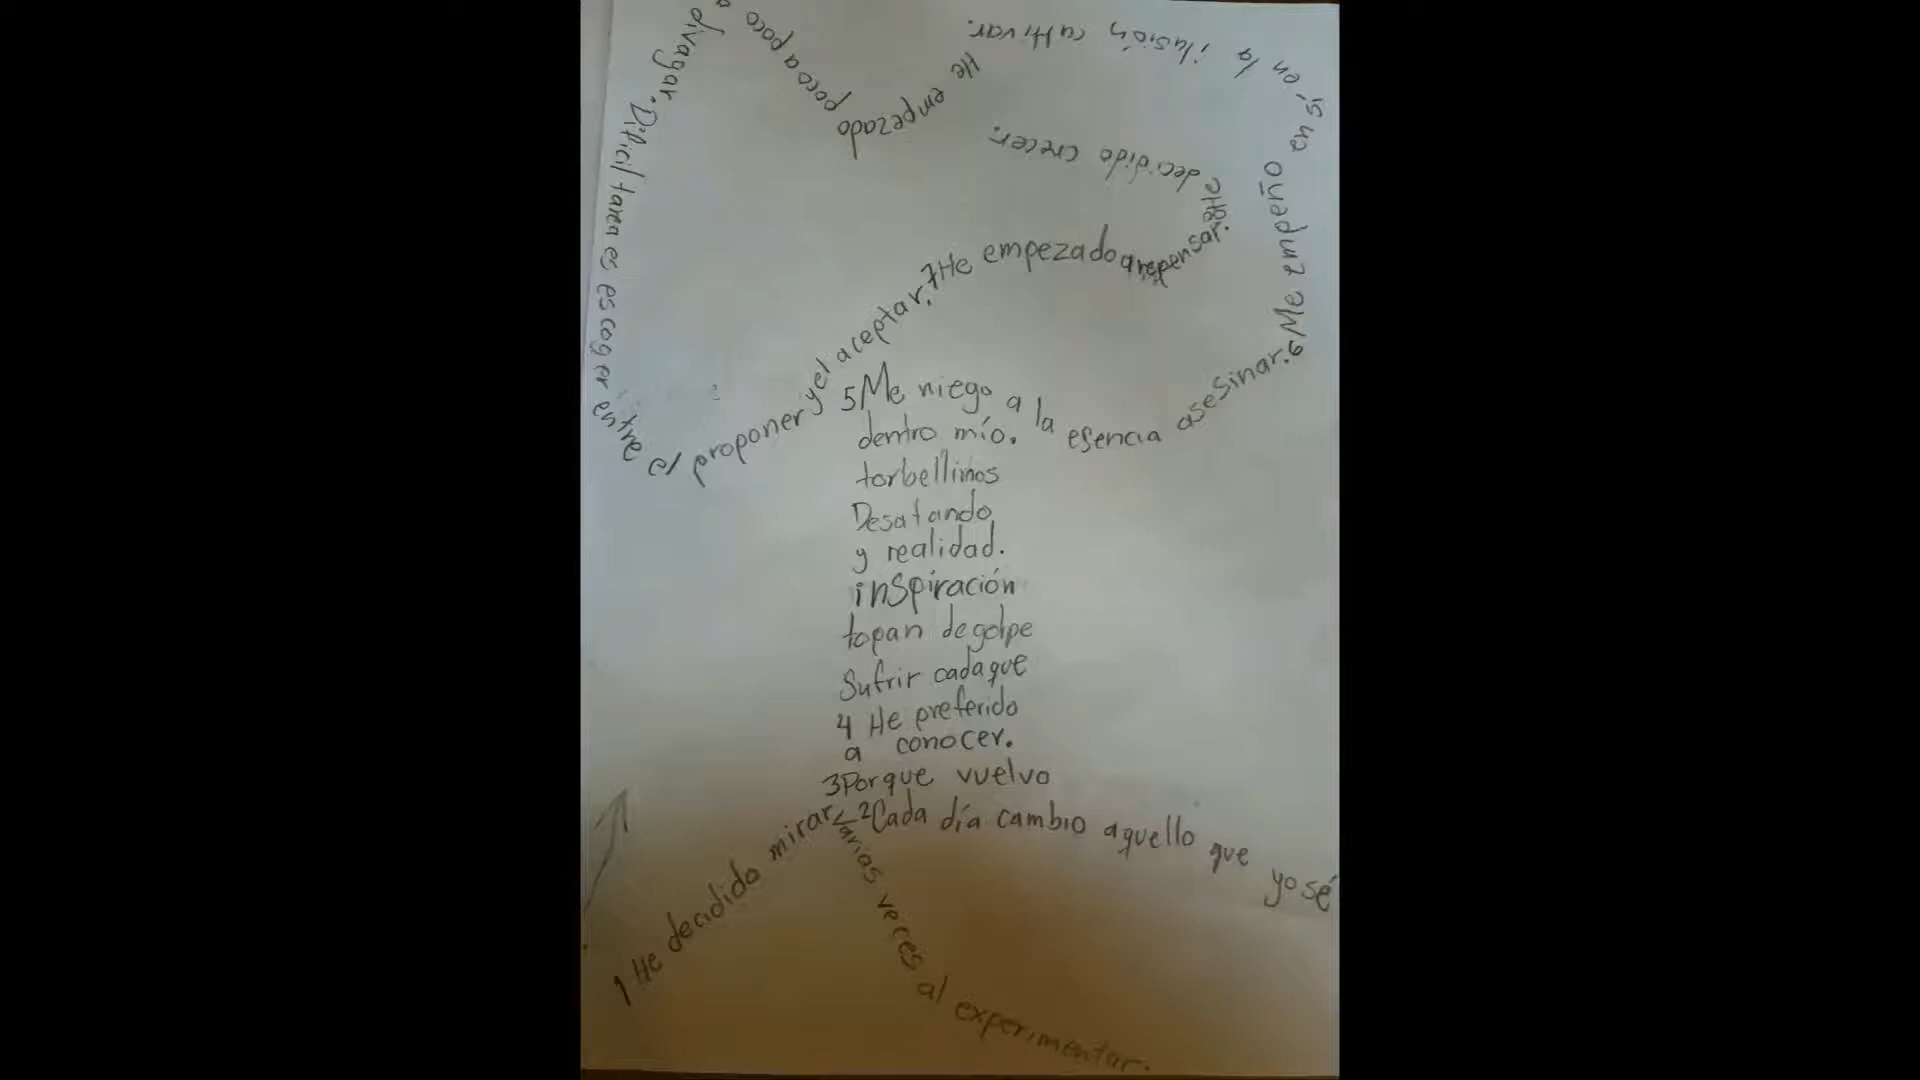 1 He decidido mirar
varias veces al experimentar.
2 Cada día cambio aquello que yo sé
3 Porque vuelvo
a conocer.
4 He preferido
Sufrir cada que
topan de golpe
inspiración
y realidad.
Desatando
torbellinos
dentro mío.
5 Me niego a la esencia asesinar.
6 Me empeño en sí, en la ilusión cultivar.
He empezado poco a poco a
divagar. Dificil tarea es escoger entre el proponer y el aceptar.
7 He empezado a pensar.
8 He decidido crecer.